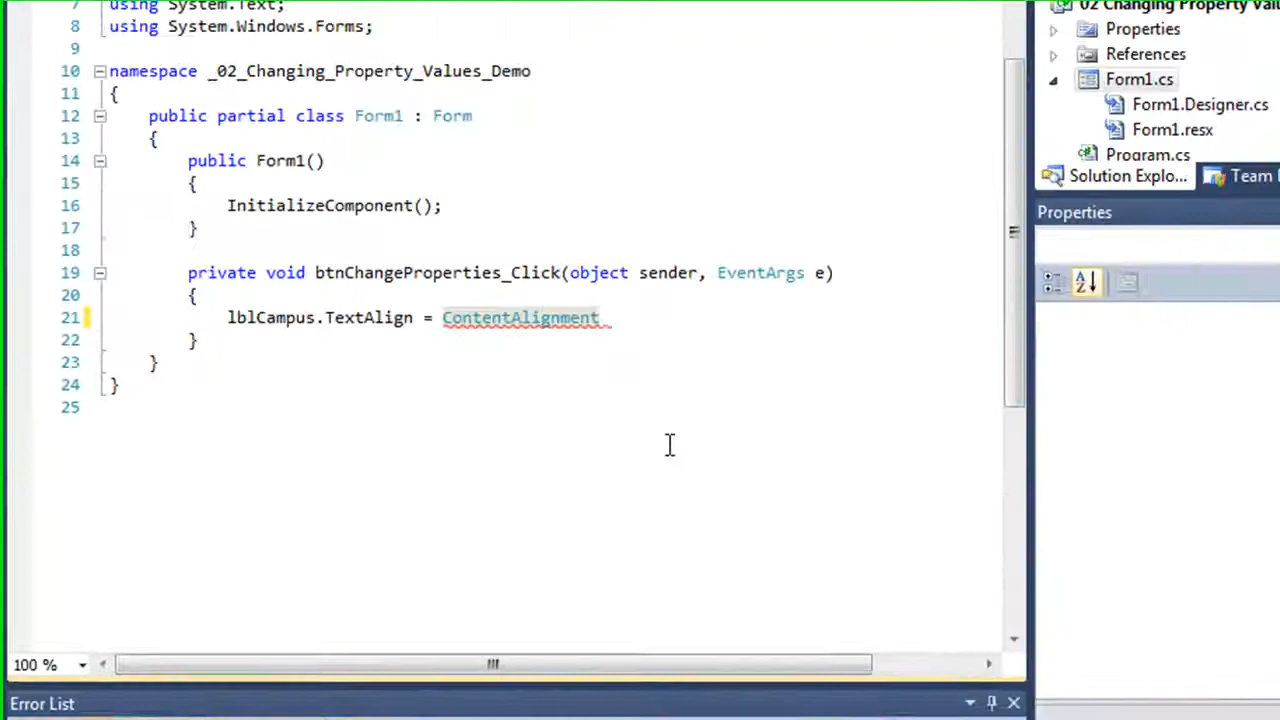 7 using System.Text;
8 using System.Windows.Forms;
9
10 namespace _02_Changing_Property_Values_Demo
11 {
12 public partial class Form1 : Form
13 {
14 public Form1()
15 {
16 InitializeComponent();
17 }
18
19 private void btnChangeProperties_Click(object sender, EventArgs e)
20 {
21 lblCampus.TextAlign = ContentAlignment
22 }
23 }
24 }
25
100 %
Error List
02 Changing Property
Properties
References
Form1.cs
Form1.Designer.cs
Form1.resx
Program.cs
Solution Explo... Team
Properties